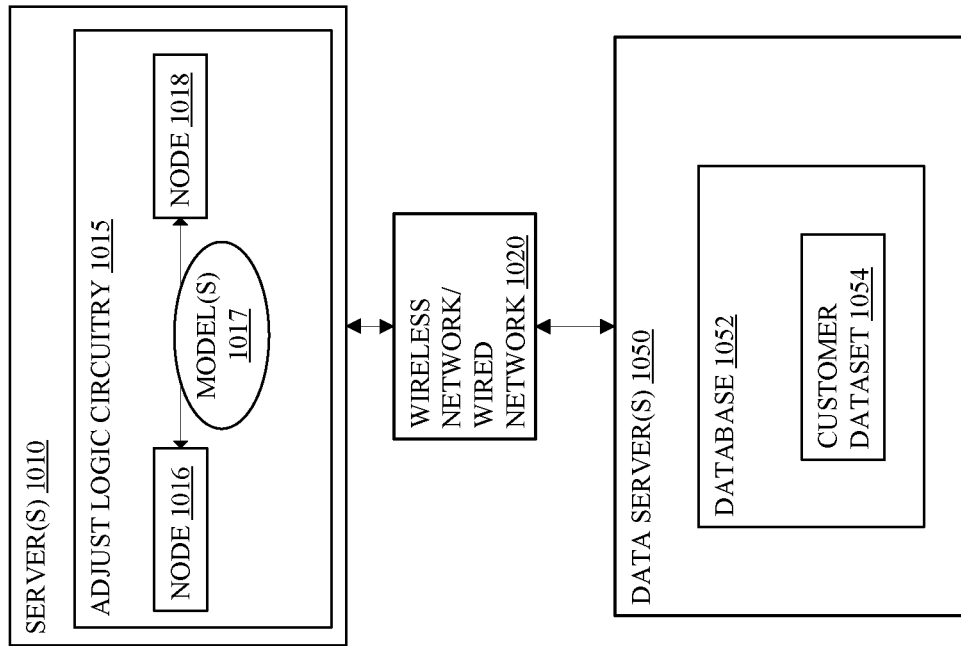 SERVER(S) 1010
ADJUST LOGIC CIRCUITRY 1015
NODE 1016
MODEL(S)
1017
NODE 1018
WIRELESS
NETWORK/
WIRED
NETWORK 1020
DATA SERVER(S) 1050
DATABASE 1052
CUSTOMER
DATASET 1054